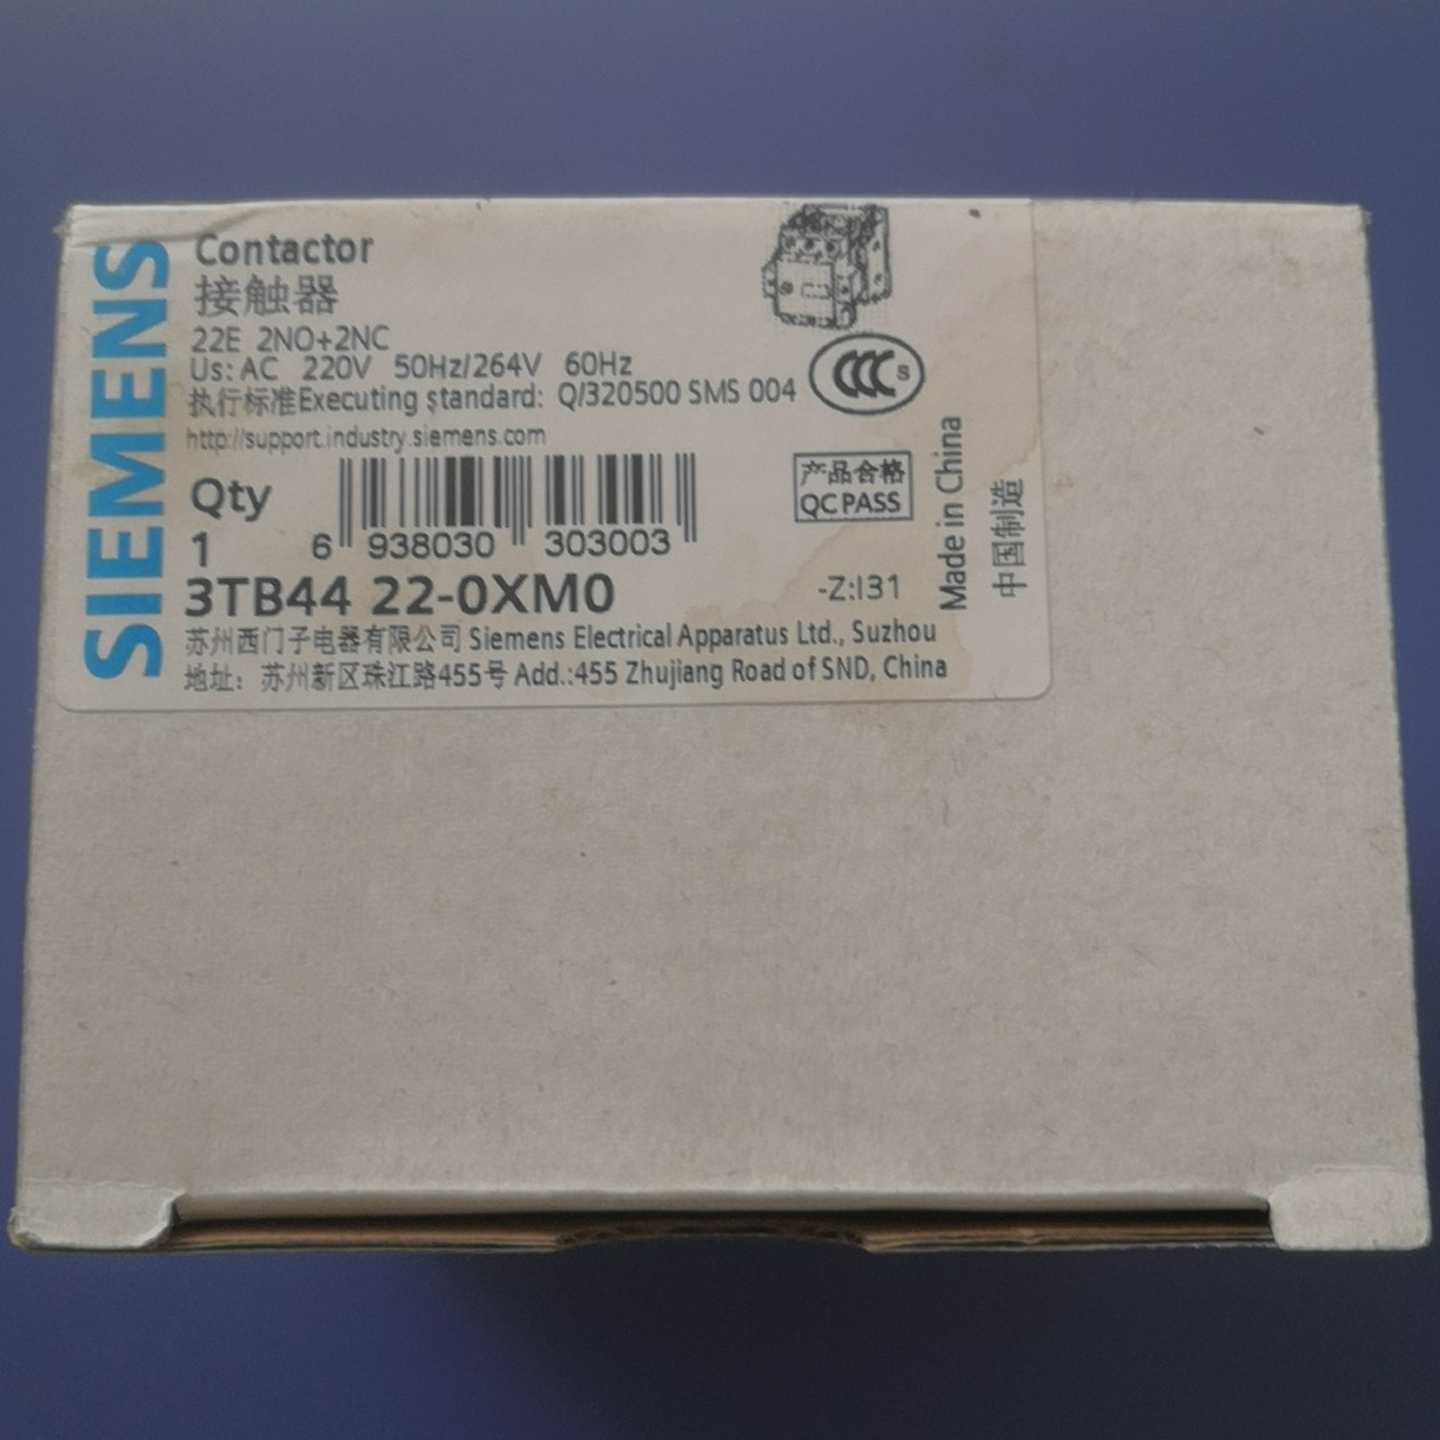 SIEMENS
Contactor
接触器
22E 2NO+2NC
Us: AC 220V 50Hz/264V 60Hz
执行标准Executing standard: Q/320500 SMS 004
CCC S
http://support.industry.siemens.com
Qty
1
6 938030 303003
产品合格
QC PASS
Made in China
中国制造
3TB44 22-0XM0
-Z:I31
苏州西门子电器有限公司 Siemens Electrical Apparatus Ltd., Suzhou
地址: 苏州新区珠江路455号 Add.:455 Zhujiang Road of SND, China